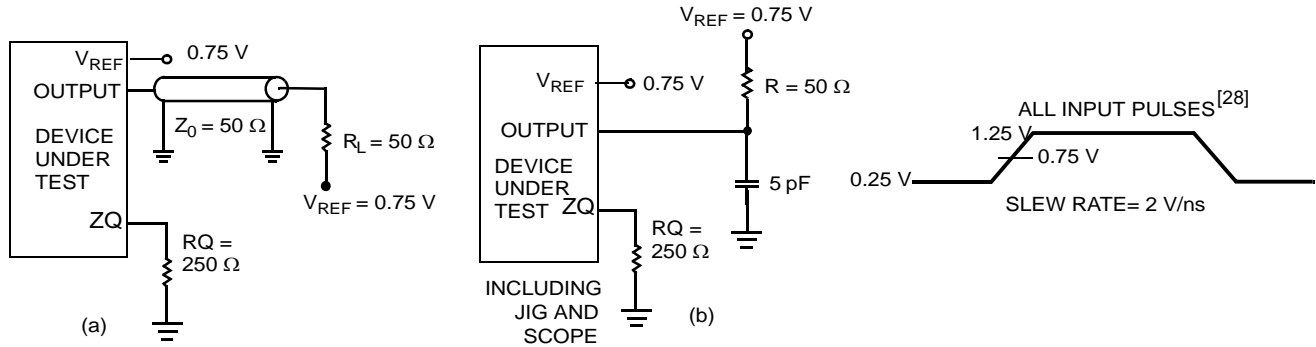 V_REF 0.75 V
OUTPUT
Z_0 = 50 Ω
DEVICE
UNDER
TEST
R_L = 50 Ω
V_REF = 0.75 V
ZQ
RQ =
250 Ω
(a)
V_REF = 0.75 V
R = 50 Ω
V_REF 0.75 V
OUTPUT
DEVICE
UNDER
TEST
5 pF
ZQ
RQ =
250 Ω
INCLUDING
JIG AND
SCOPE
(b)
ALL INPUT PULSES[28]
1.25 V
0.75 V
0.25 V
SLEW RATE= 2 V/ns